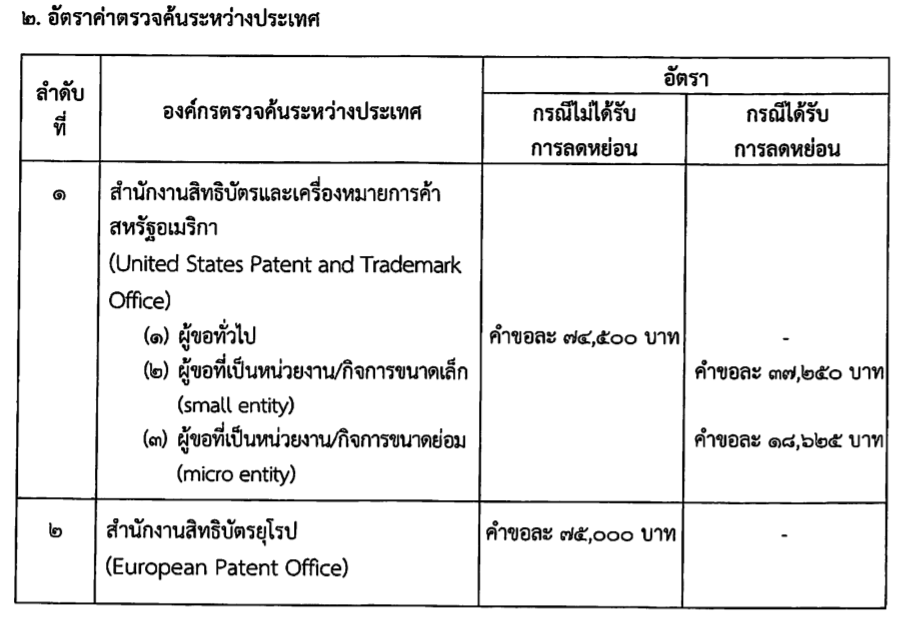 ๒. อัตราค่าตรวจค้นระหว่างประเทศ
ลำดับ
ที่
องค์กรตรวจค้นระหว่างประเทศ
อัตรา
กรณีไม่ได้รับ
การลดหย่อน
กรณีได้รับ
การลดหย่อน
๑
สำนักงานสิทธิบัตรและเครื่องหมายการค้า
สหรัฐอเมริกา
(United States Patent and Trademark
Office)
(๑) ผู้ขอทั่วไป
คำขอละ ๗๔,๕๐๐ บาท
-
(๒) ผู้ขอที่เป็นหน่วยงาน/กิจการขนาดเล็ก
คำขอละ ๓๗,๒๕๐ บาท
(small entity)
(๓) ผู้ขอที่เป็นหน่วยงาน/กิจการขนาดย่อม
คำขอละ ๑๘,๖๒๕ บาท
(micro entity)
๒
สำนักงานสิทธิบัตรยุโรป
คำขอละ ๗๕,๐๐๐ บาท
-
(European Patent Office)